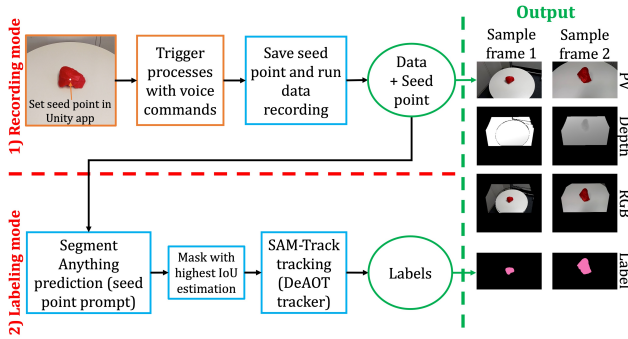 Output
Sample
frame 1
Sample
frame 2
1) Recording mode
Set seed point in
Unity app
Trigger
processes
with voice
commands
Save seed
point and run
data
recording
Data
+ Seed
point
PV
Depth
RGB
2) Labeling mode
Segment
Anything
prediction (seed
point prompt)
Mask with
highest IoU
estimation
SAM-Track
tracking
(DeAOT
tracker)
Labels
Label